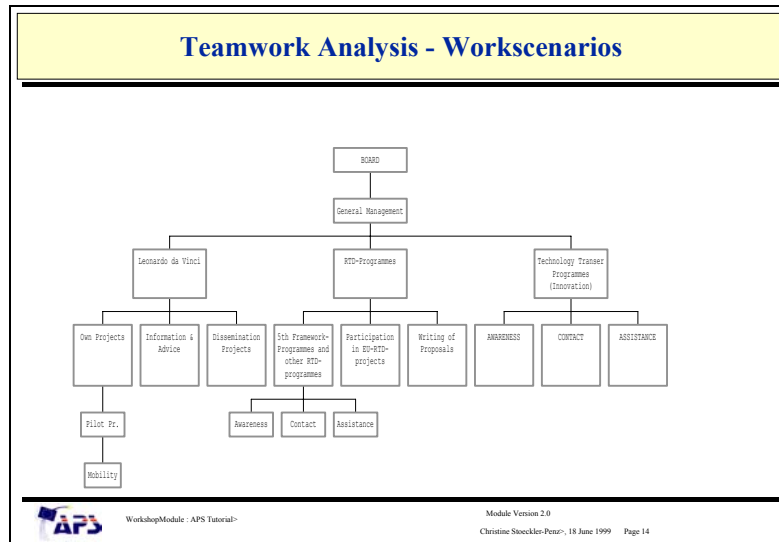 Teamwork Analysis - Workscenarios
BOARD
General Management
Leonardo da Vinci
RTD-Programmes
Technology Transer
Programmes
(Innovation)
Own Projects
Information &
Advice
Dissemination
Projects
5th Framework-
Programmes and
other RTD-
programmes
Participation
in EU-RTD-
projects
Writing of
Proposals
AWARENESS
CONTACT
ASSISTANCE
Pilot Pr.
Awareness
Contact
Assistance
Mobility
APS
WorkshopModule : APS Tutorial>
Module Version 2.0
Christine Stoeckler-Penz>, 18 June 1999 Page 14